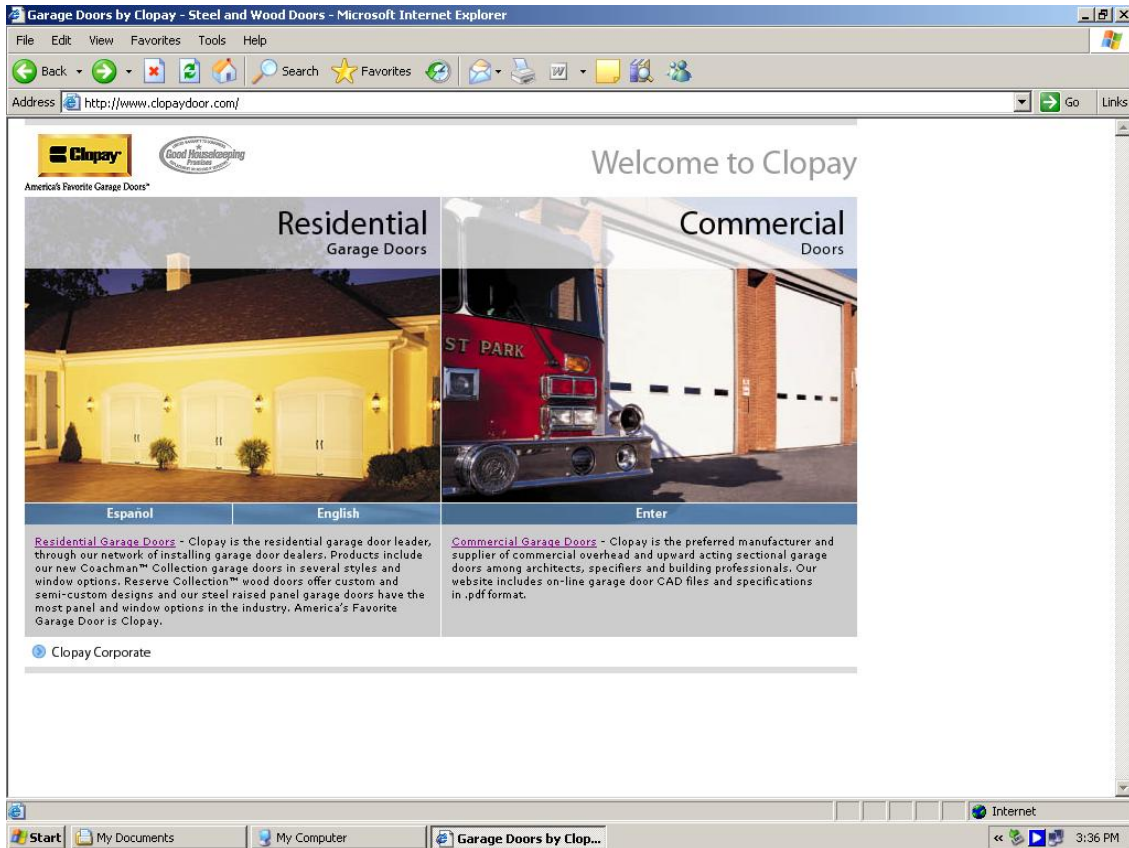 Garage Doors by Clopay - Steel and Wood Doors - Microsoft Internet Explorer
File Edit View Favorites Tools Help
Back Search Favorites
Address http://www.clopaydoor.com/ Go Links
Clopay
America's Favorite Garage Doors
Good Housekeeping
Promises
Welcome to Clopay
Residential
Garage Doors
Commercial
Doors
ST PARK
Español English Enter
Residential Garage Doors - Clopay is the residential garage door leader,
through our network of installing garage door dealers. Products include
our new Coachman™ Collection garage doors in several styles and
window options. Reserve Collection™ wood doors offer custom and
semi-custom designs and our steel raised panel garage doors have the
most panel and window options in the industry. America's Favorite
Garage Door is Clopay.
Commercial Garage Doors - Clopay is the preferred manufacturer and
supplier of commercial overhead and upward acting sectional garage
doors among architects, specifiers and building professionals. Our
website includes on-line garage door CAD files and specifications
in .pdf format.
Clopay Corporate
Internet
Start My Documents My Computer Garage Doors by Clop... « 3:36 PM